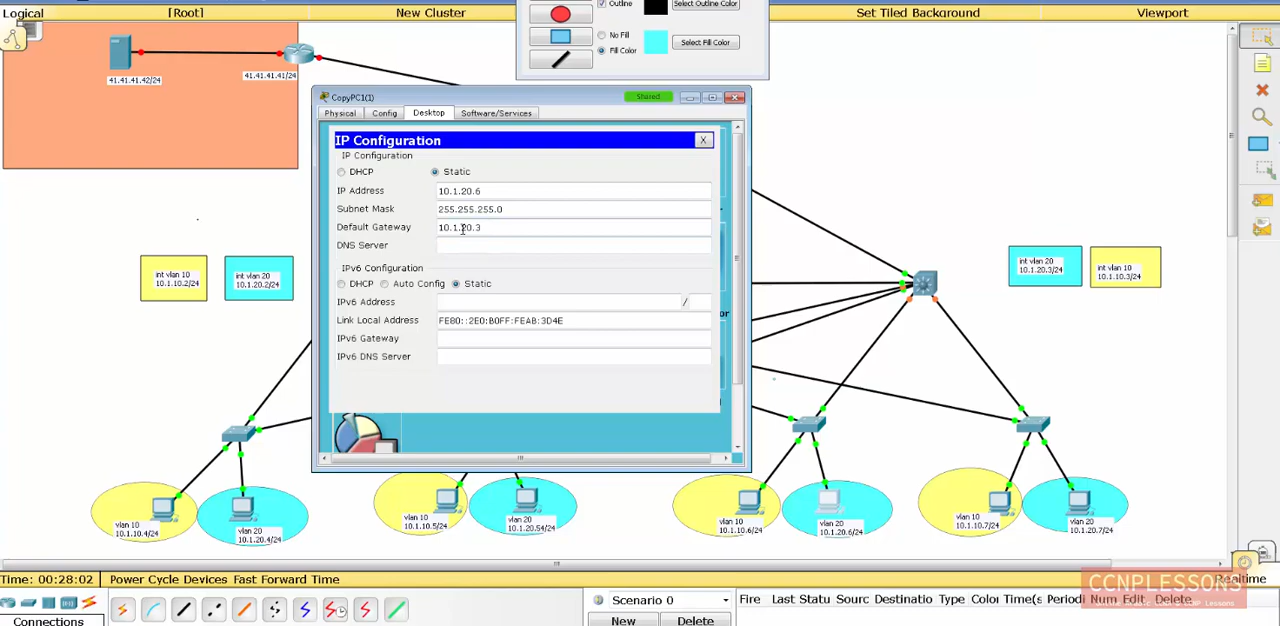 Logical
[Root]
New Cluster
Set Tiled Background
Viewport
Outline
Select Outline Color
No Fill
Fill Color
Select Fill Color
41.41.41.42/24
41.41.41.41/24
CopyPC1(1)
Shared
Physical
Config
Desktop
Software/Services
IP Configuration
X
IP Configuration
DHCP
Static
IP Address
10.1.20.6
Subnet Mask
255.255.255.0
Default Gateway
10.1.20.3
DNS Server
IPv6 Configuration
DHCP
Auto Config
Static
IPv6 Address
/
Link Local Address
FE80::2E0:B0FF:FEAB:3D4E
IPv6 Gateway
IPv6 DNS Server
int vlan 10
10.1.10.2/24
int vlan 20
10.1.20.2/24
int vlan 20
10.1.20.3/24
int vlan 10
10.1.10.3/24
vlan 10
10.1.10.4/24
vlan 20
10.1.20.4/24
vlan 10
10.1.10.5/24
vlan 20
10.1.20.54/24
vlan 10
10.1.10.6/24
vlan 20
10.1.20.6/24
vlan 10
10.1.10.7/24
vlan 20
10.1.20.7/24
Time: 00:28:02
Power Cycle Devices Fast Forward Time
Realtime
CCNPLESSONS
Connections
Scenario 0
New
Delete
Fire Last Statu Sourc Destinatio Type Color Time(s Periodi Num Edit Delete